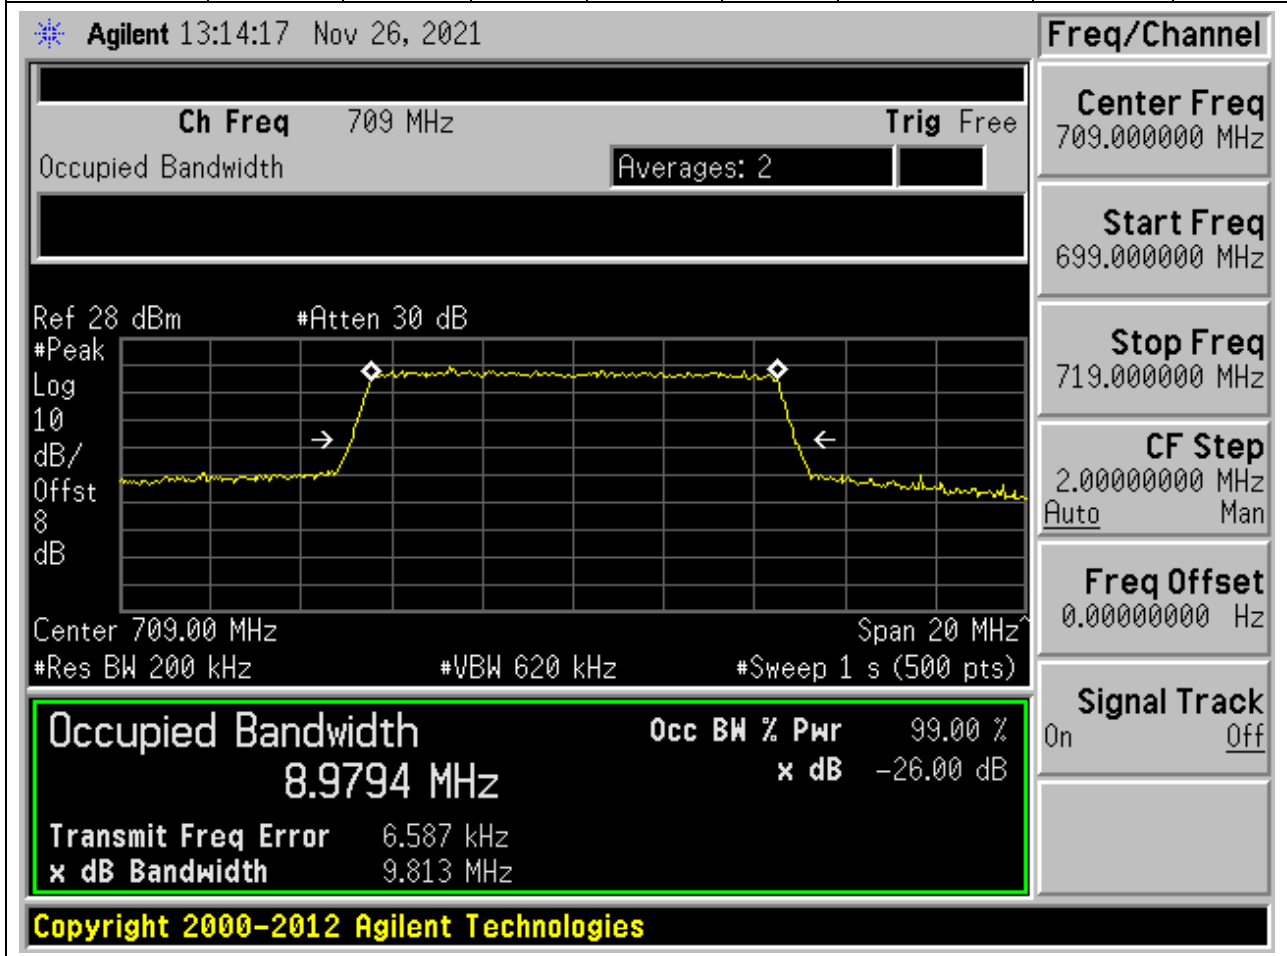 Agilent 13:14:17 Nov 26, 2021
Freq/Channel
Ch Freq 709 MHz Trig Free
Occupied Bandwidth Averages: 2
Center Freq
709.000000 MHz
Start Freq
699.000000 MHz
Stop Freq
719.000000 MHz
CF Step
2.00000000 MHz
Auto Man
Freq Offset
0.00000000 Hz
Signal Track
On Off
Ref 28 dBm #Atten 30 dB
#Peak
Log
10
dB/
Offst
8
dB
Center 709.00 MHz Span 20 MHz^
#Res BW 200 kHz #VBW 620 kHz #Sweep 1 s (500 pts)
Occupied Bandwidth Occ BW % Pwr 99.00 %
8.9794 MHz x dB -26.00 dB
Transmit Freq Error 6.587 kHz
x dB Bandwidth 9.813 MHz
Copyright 2000-2012 Agilent Technologies